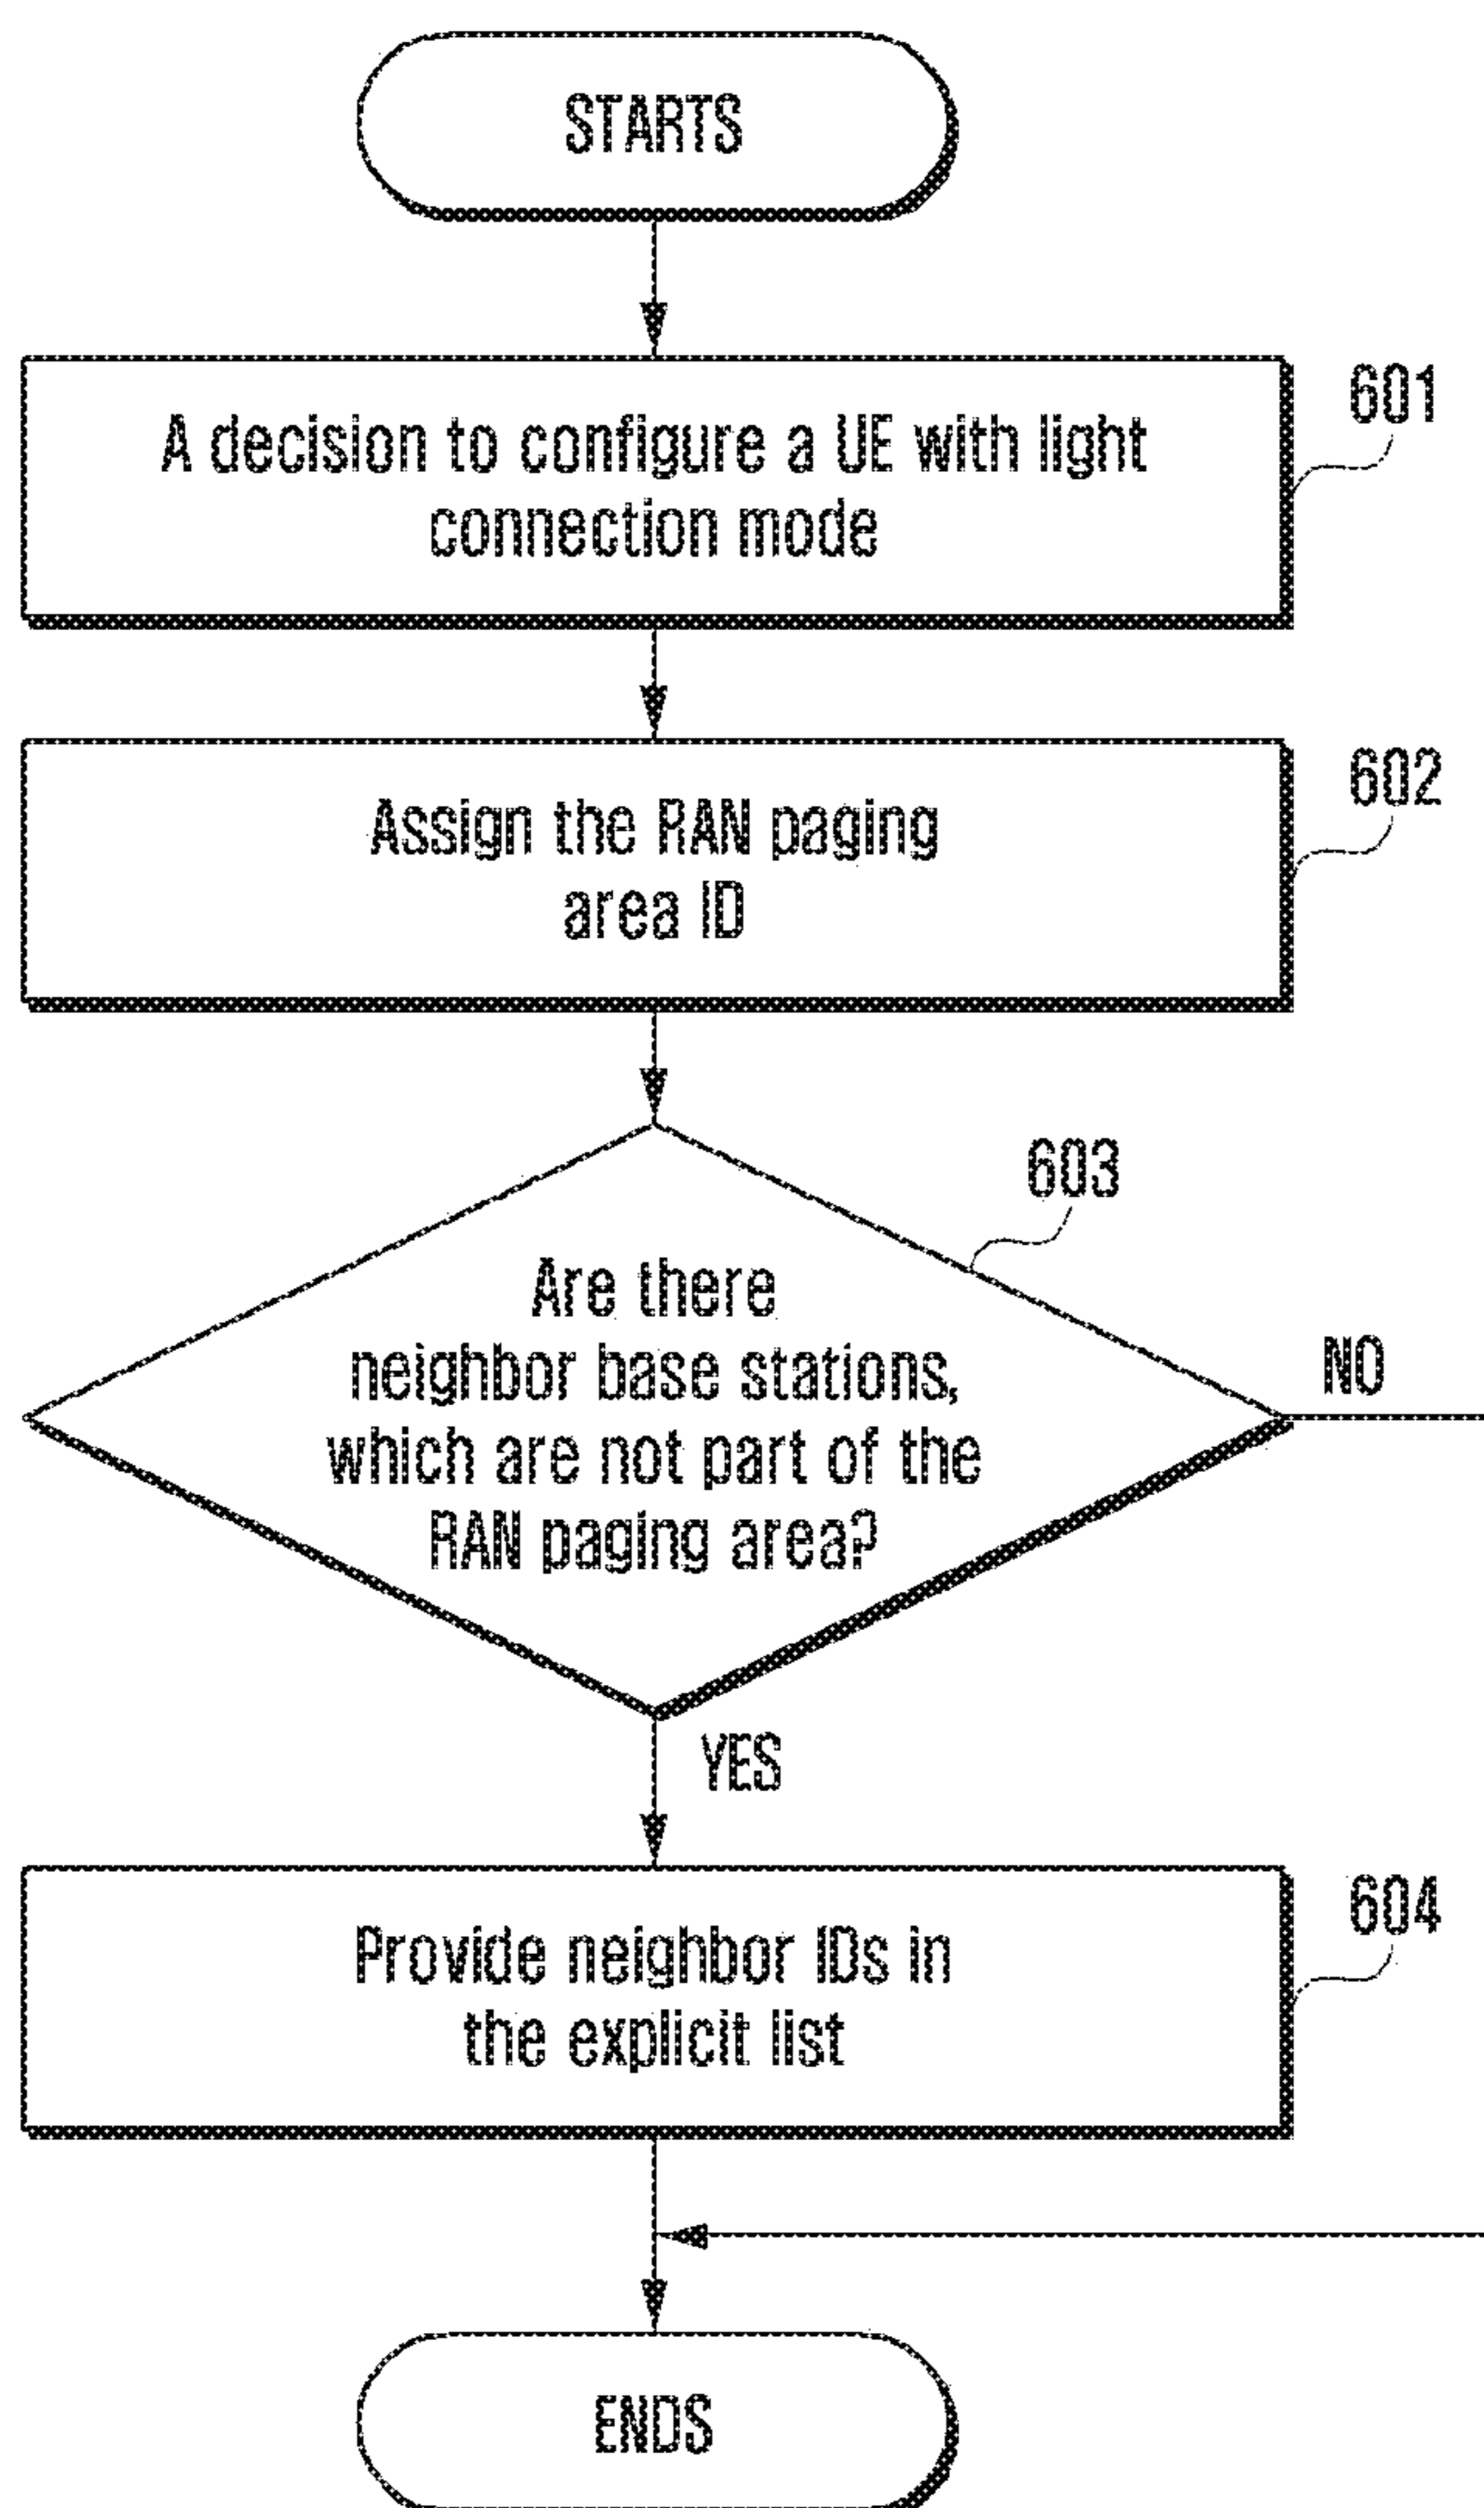 STARTS
601
A decision to configure a UE with light
connection mode
602
Assign the RAN paging
area ID
603
Are there
neighbor base stations,
which are not part of the
RAN paging area?
NO
YES
604
Provide neighbor IDs in
the explicit list
ENDS